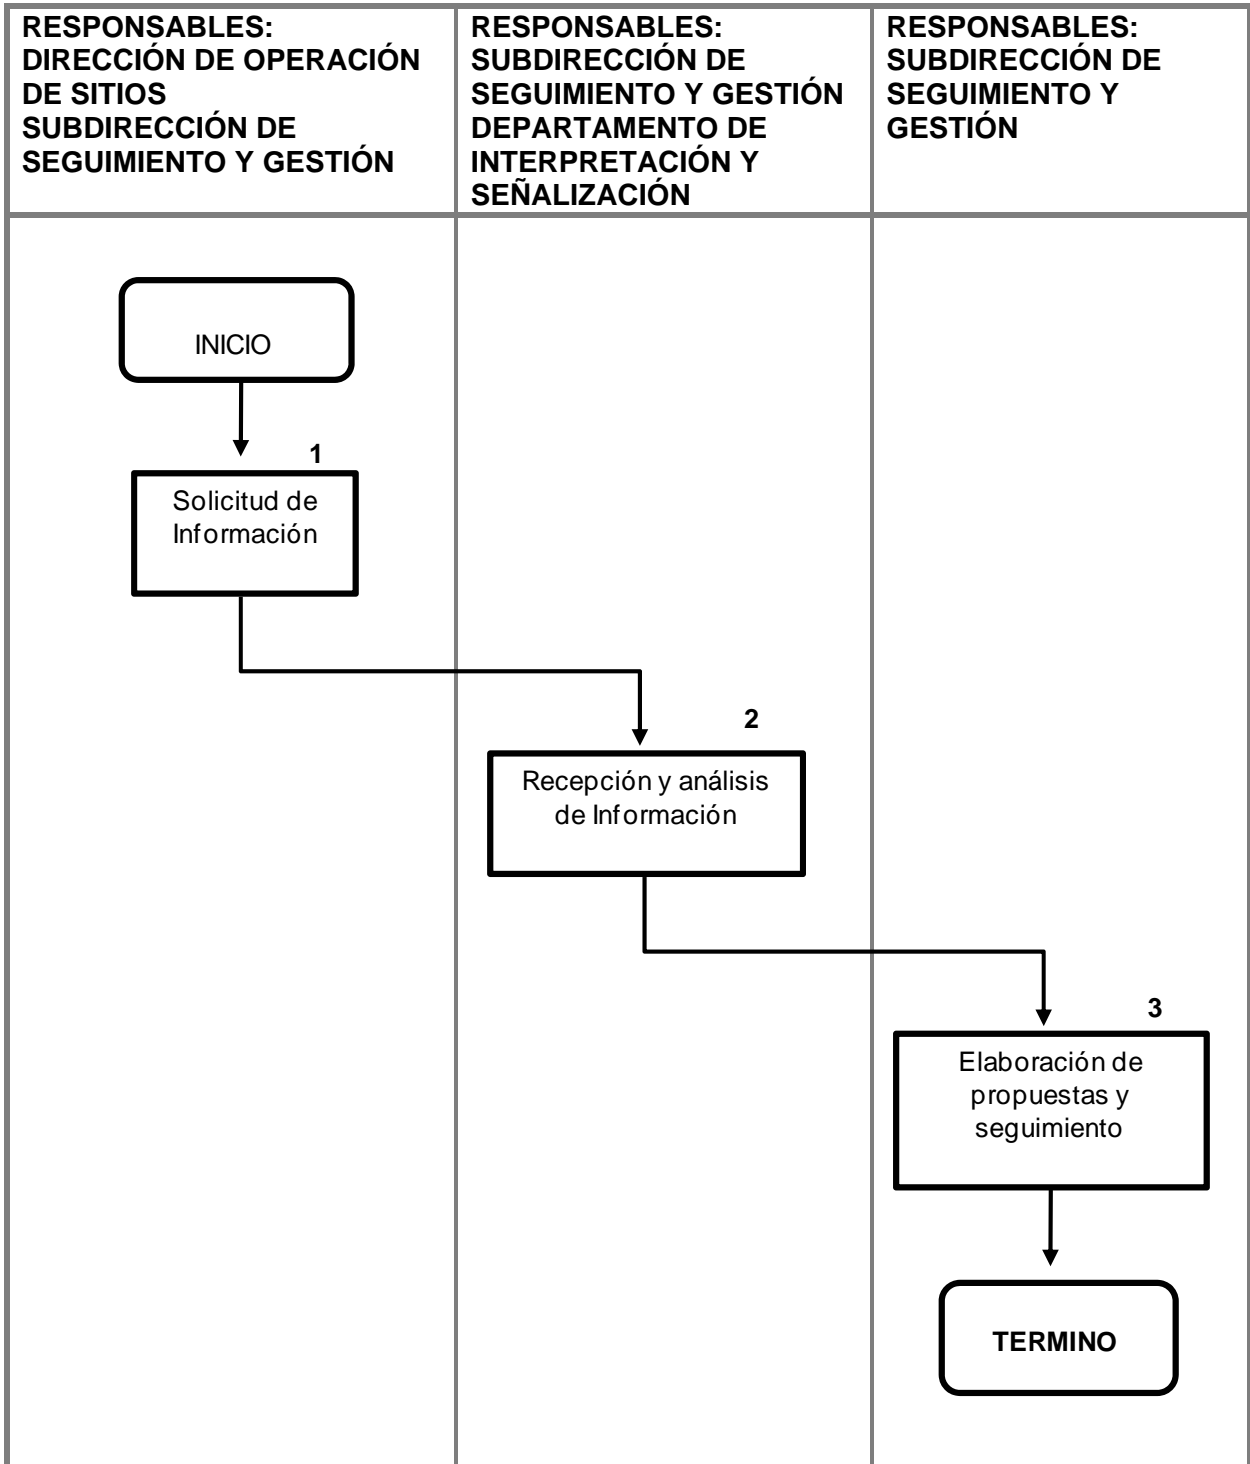 RESPONSABLES:
DIRECCIÓN DE OPERACIÓN
DE SITIOS
SUBDIRECCIÓN DE
SEGUIMIENTO Y GESTIÓN
RESPONSABLES:
SUBDIRECCIÓN DE
SEGUIMIENTO Y GESTIÓN
DEPARTAMENTO DE
INTERPRETACIÓN Y
SEÑALIZACIÓN
RESPONSABLES:
SUBDIRECCIÓN DE
SEGUIMIENTO Y
GESTIÓN
INICIO
1
Solicitud de
Información
2
Recepción y análisis
de Información
3
Elaboración de
propuestas y
seguimiento
TERMINO